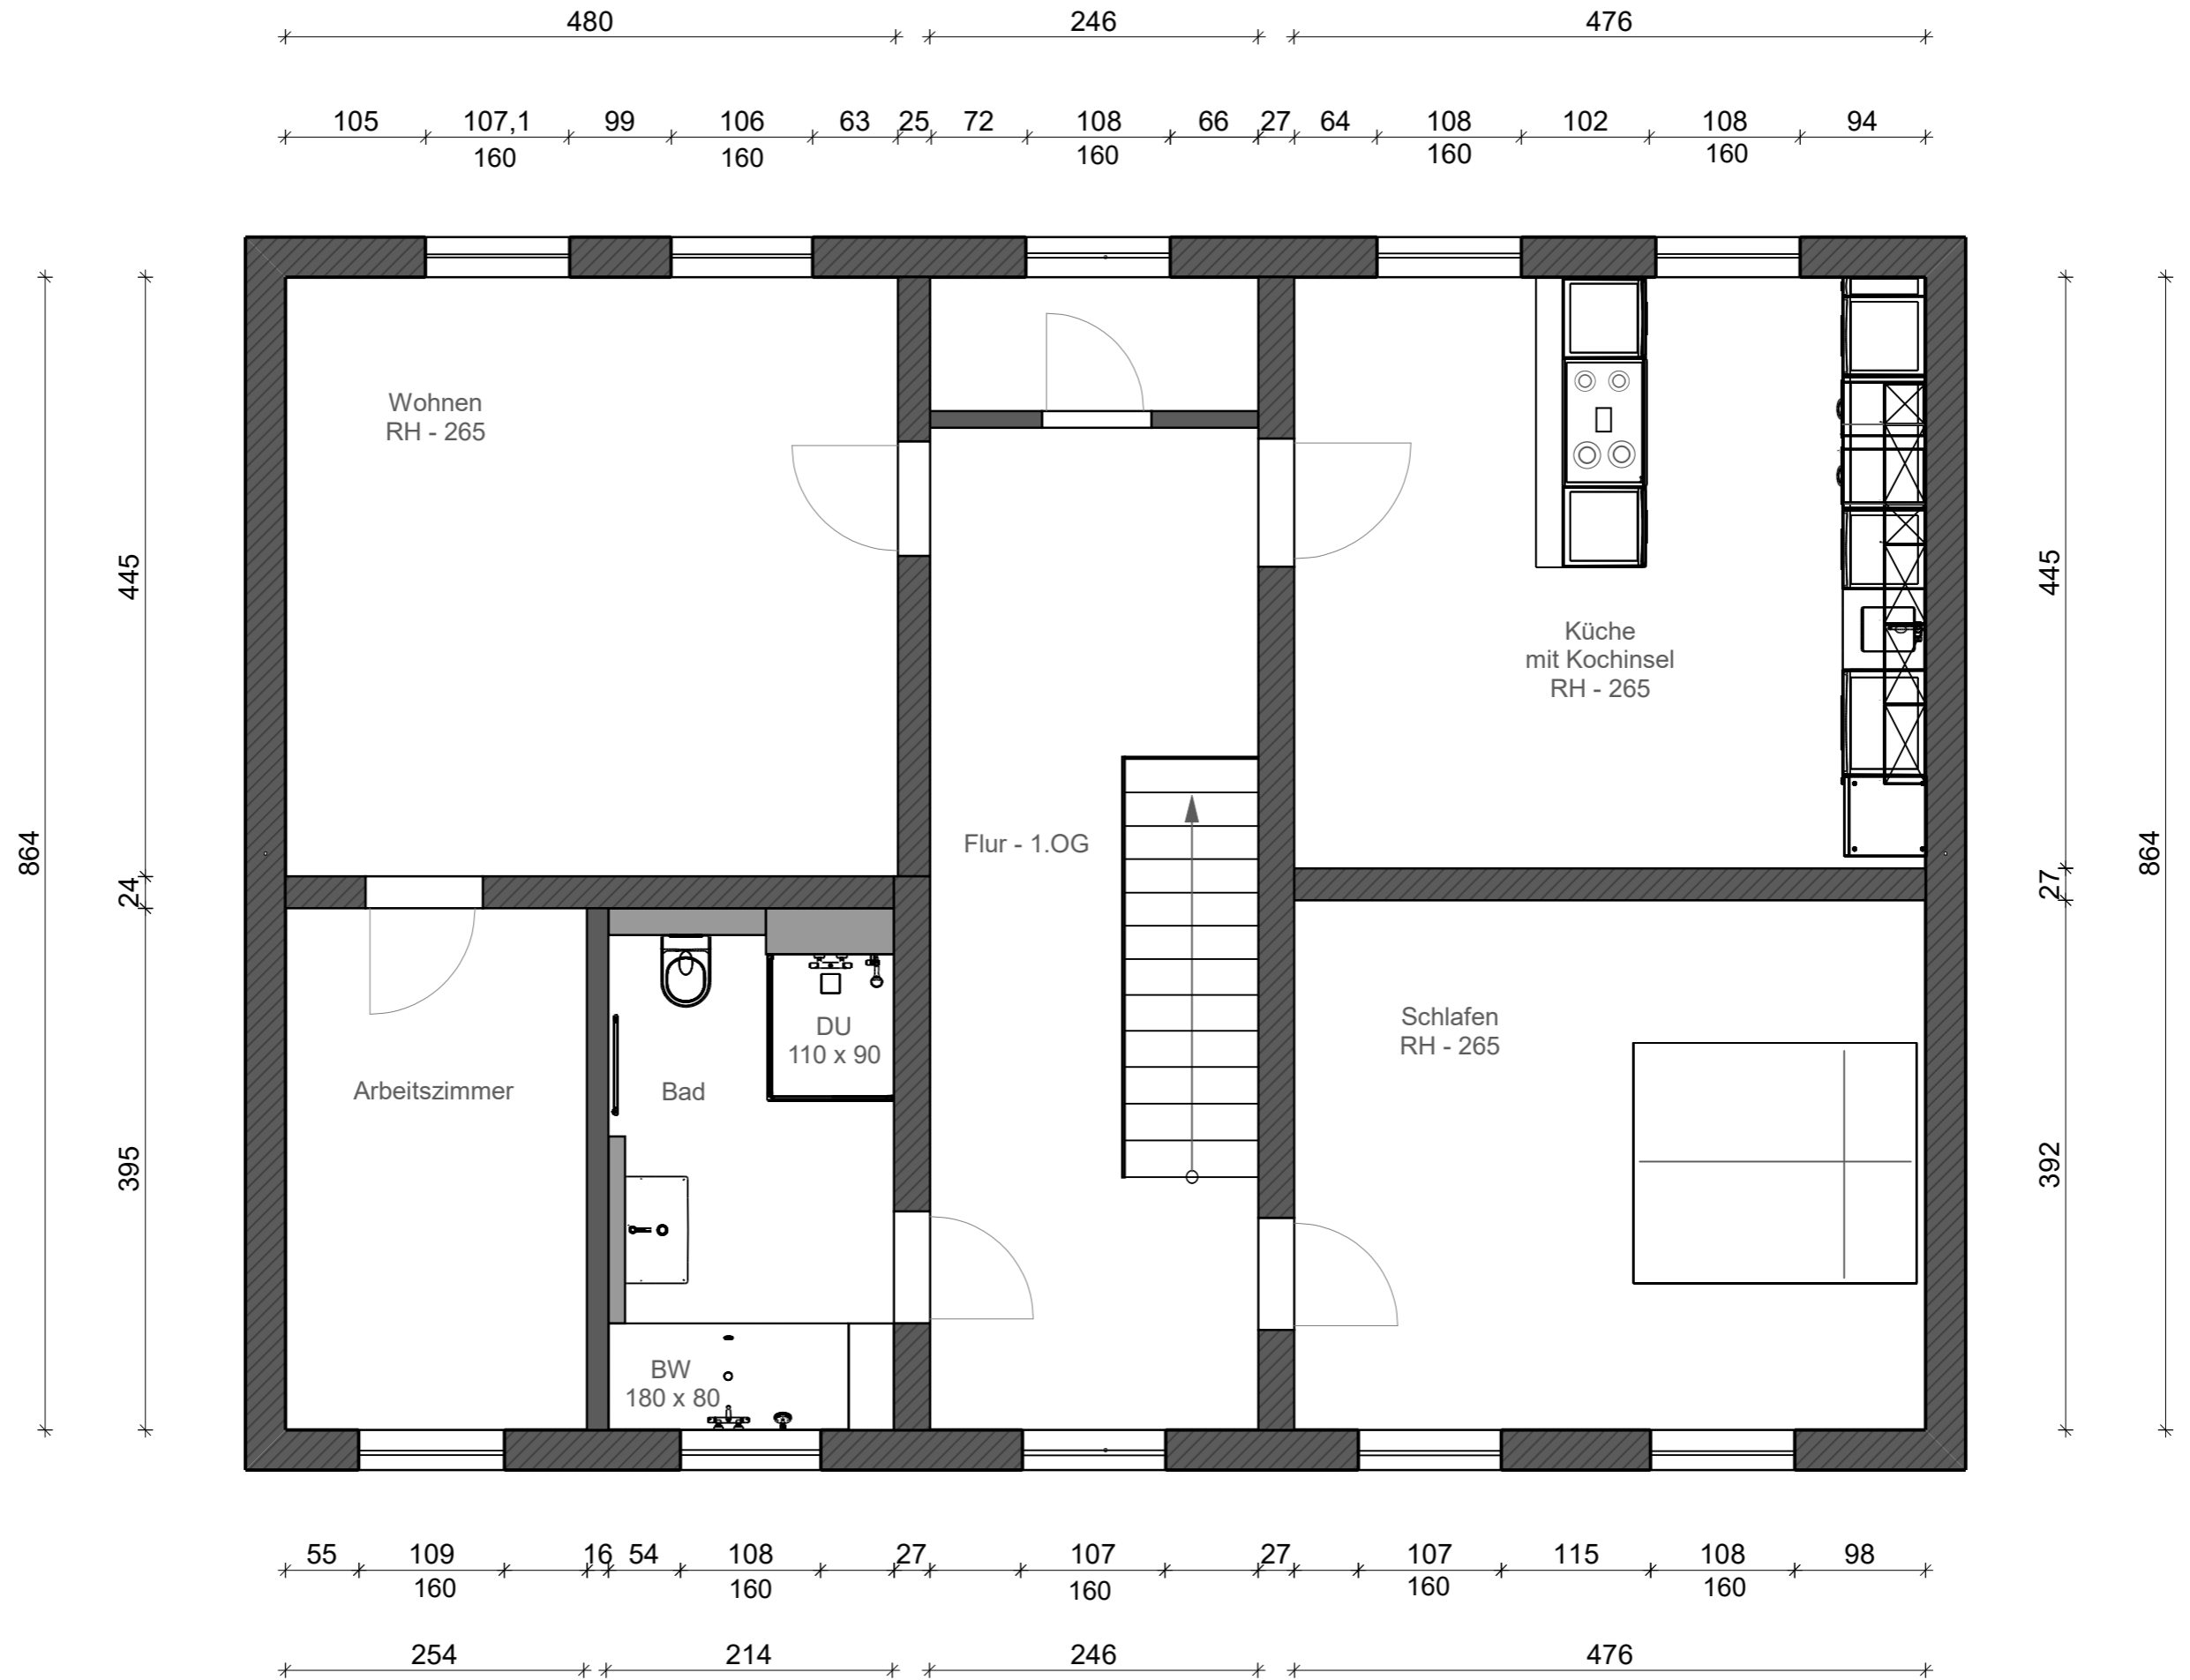 480 246 476
105 107,1 99 106 63 25 72 108 66 27 64 108 102 108 94
160 160 160 160 160
Wohnen
RH - 265
445
445
Küche
mit Kochinsel
RH - 265
Flur - 1.OG
864
864
24
27
Schlafen
RH - 265
DU
110 x 90
Arbeitszimmer
Bad
395
392
BW
180 x 80
55 109 16 54 108 27 107 27 107 115 108 98
160 160 160 160 160
254 214 246 476